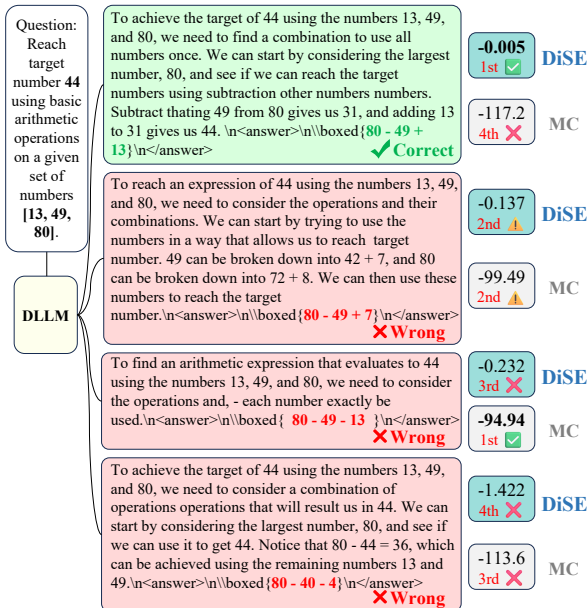 Question:
Reach
target
number 44
using basic
arithmetic
operations
on a given
set of
numbers
[13, 49,
80].
DLLM
To achieve the target of 44 using the numbers 13, 49,
and 80, we need to find a combination to use all
numbers once. We can start by considering the largest
number, 80, and see if we can reach the target
numbers using subtraction other numbers numbers.
Subtract thating 49 from 80 gives us 31, and adding 13
to 31 gives us 44. \n<answer>\n\\boxed{80 - 49 +
13}\n</answer>
Correct
-0.005
1st
DiSE
-117.2
4th
MC
To reach an expression of 44 using the numbers 13, 49,
and 80, we need to consider the operations and their
combinations. We can start by trying to use the
numbers in a way that allows us to reach  target
number. 49 can be broken down into 42 + 7, and 80
can be broken down into 72 + 8. We can then use these
numbers to reach the target
number.\n<answer>\n\\boxed{80 - 49 + 7}\n</answer>
Wrong
-0.137
2nd
DiSE
-99.49
2nd
MC
To find an arithmetic expression that evaluates to 44
using the numbers 13, 49, and 80, we need to consider
the operations and, - each number exactly be
used.\n<answer>\n\\boxed{ 80 - 49 - 13 }\n</answer>
Wrong
-0.232
3rd
DiSE
-94.94
1st
MC
To achieve the target of 44 using the numbers 13, 49,
and 80, we need to consider a combination of
operations operations that will result us in 44. We can
start by considering the largest number, 80, and see if
we can use it to get 44. Notice that 80 - 44 = 36, which
can be achieved using the remaining numbers 13 and
49.\n<answer>\n\\boxed{80 - 40 - 4}\n</answer>
Wrong
-1.422
4th
DiSE
-113.6
3rd
MC